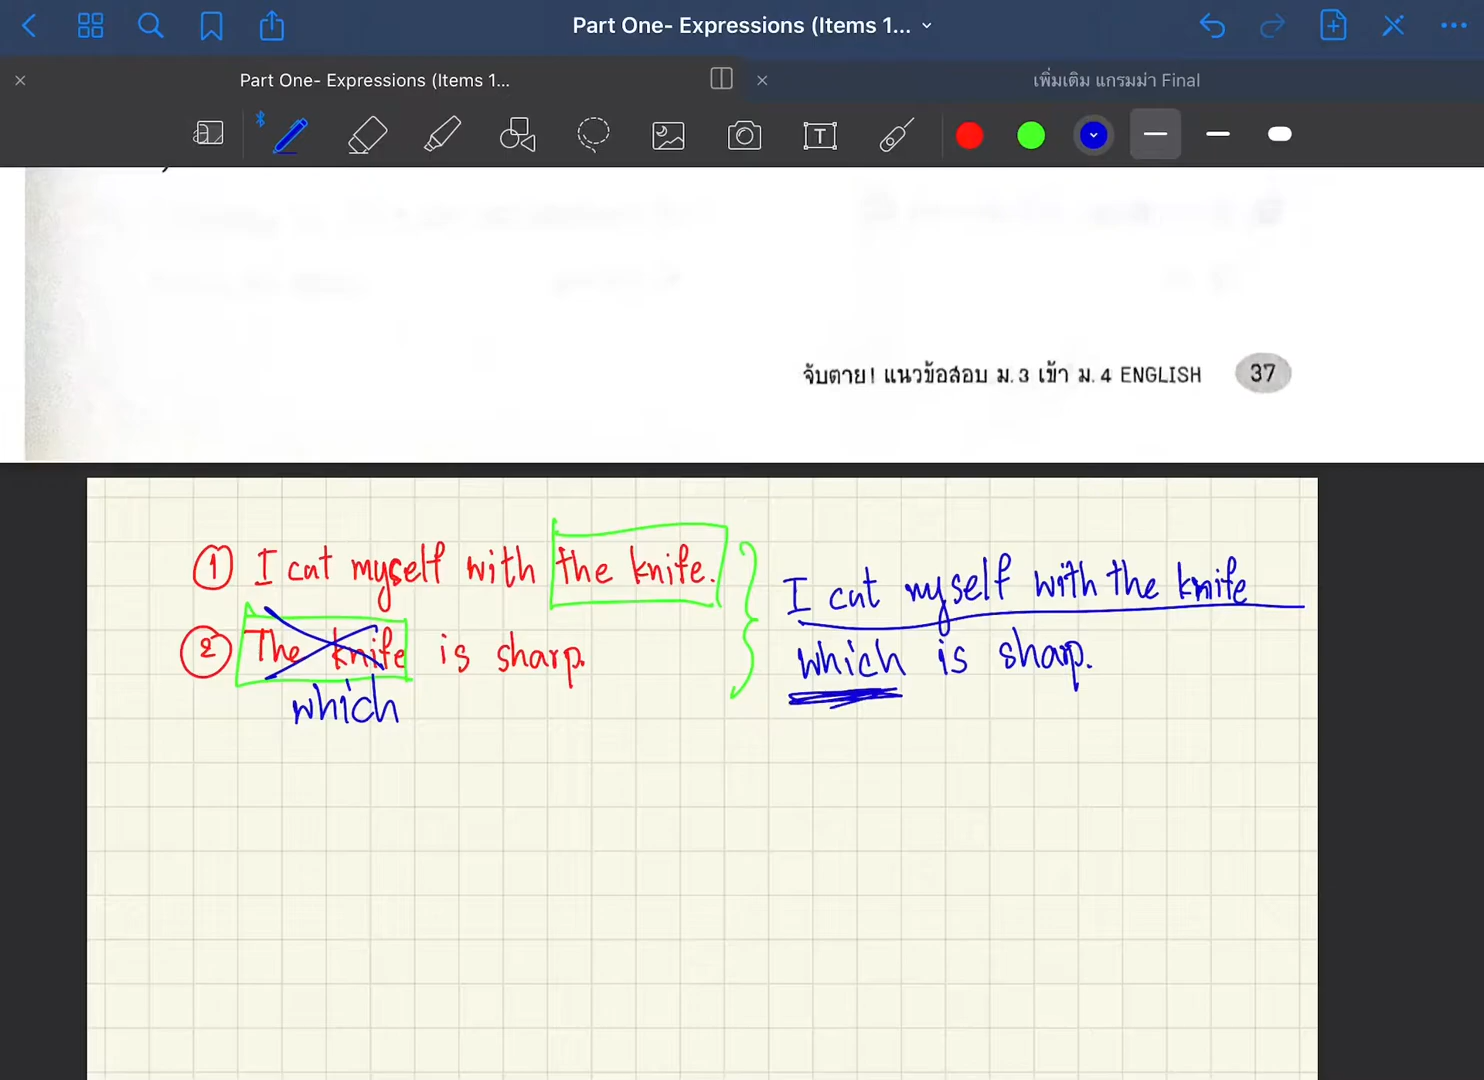 Part One- Expressions (Items 1...
Part One- Expressions (Items 1...
เพิ่มเติม แกรมม่า Final
จับตาย! แนวข้อสอบ ม.3 เข้า ม.4 ENGLISH 37
1 I cut myself with the knife.
2 The knife is sharp.
which
I cut myself with the knife
which is sharp.